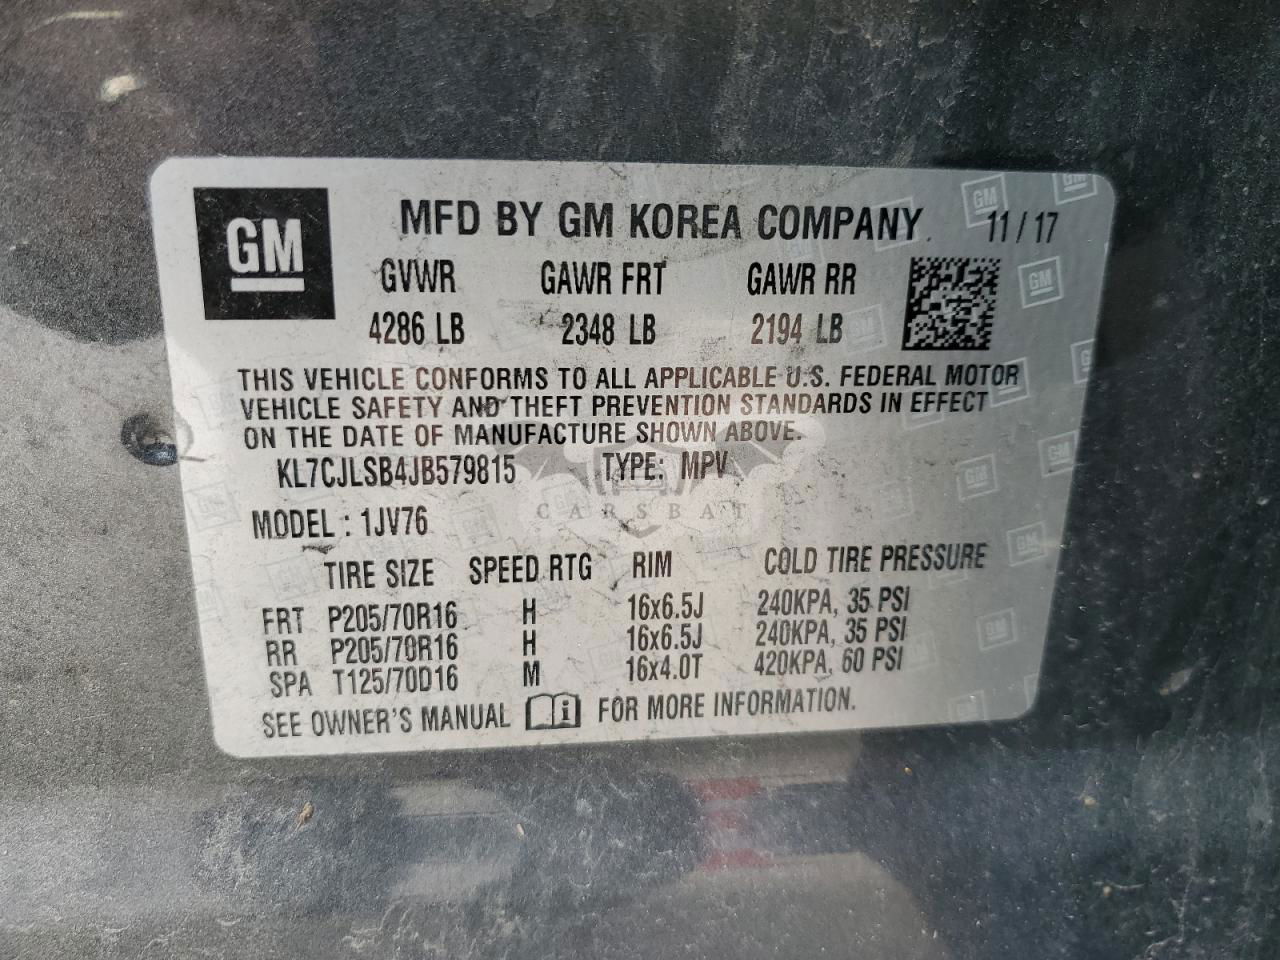 GM
MFD BY GM KOREA COMPANY 11/17
GVWR GAWR FRT GAWR RR
4286 LB 2348 LB 2194 LB
THIS VEHICLE CONFORMS TO ALL APPLICABLE U.S. FEDERAL MOTOR
VEHICLE SAFETY AND THEFT PREVENTION STANDARDS IN EFFECT
ON THE DATE OF MANUFACTURE SHOWN ABOVE.
KL7CJLSB4JB579815 TYPE: MPV
CARSBAT
MODEL : 1JV76
TIRE SIZE SPEED RTG RIM COLD TIRE PRESSURE
FRT P205/70R16 H 16x6.5J 240KPA, 35 PSI
RR P205/70R16 H 16x6.5J 240KPA, 35 PSI
SPA T125/70D16 M 16x4.0T 420KPA, 60 PSI
SEE OWNER'S MANUAL i FOR MORE INFORMATION.